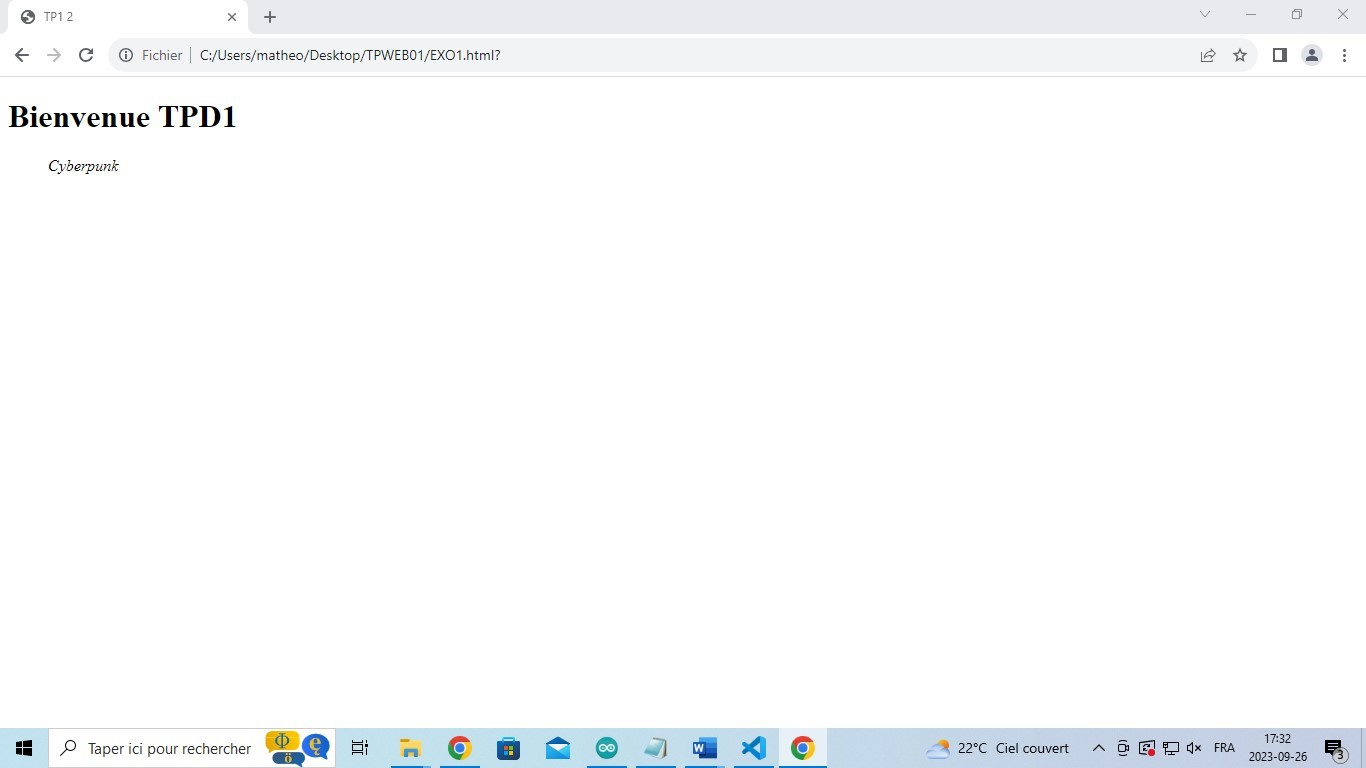 TP1 2
Fichier C:/Users/matheo/Desktop/TPWEB01/EXO1.html?
Bienvenue TPD1
Cyberpunk
Taper ici pour rechercher
22°C Ciel couvert
FRA
17:32
2023-09-26
3